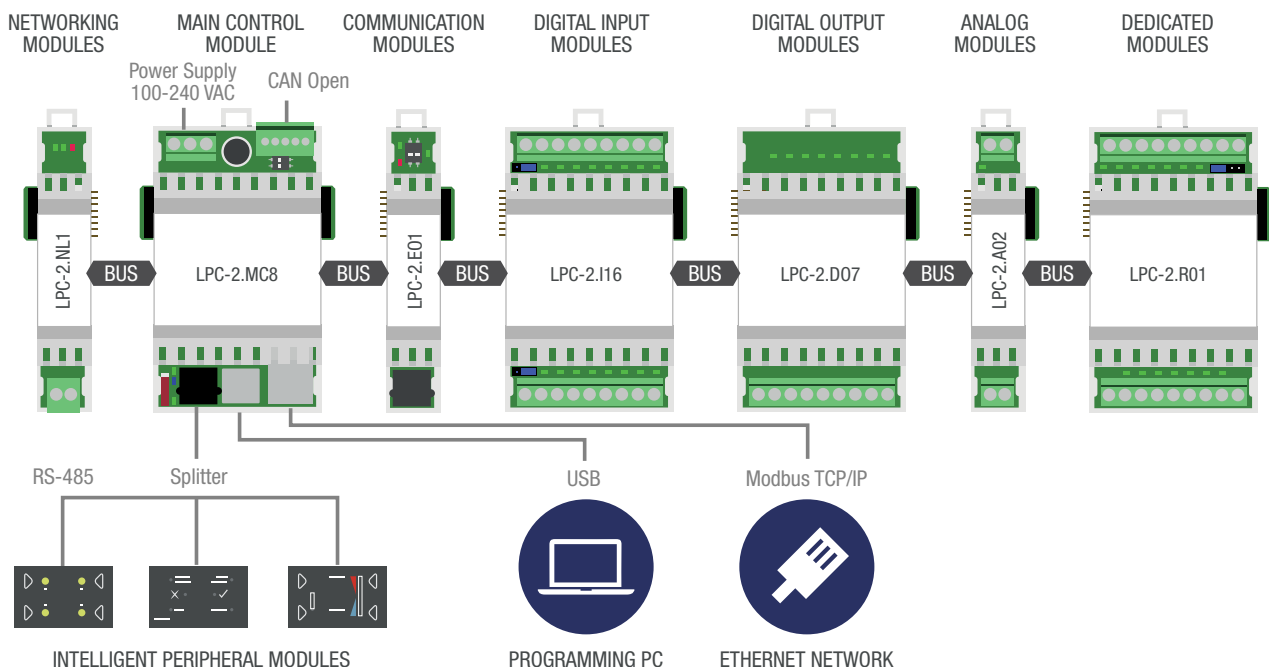 NETWORKING
MODULES
MAIN CONTROL
MODULE
COMMUNICATION
MODULES
DIGITAL INPUT
MODULES
DIGITAL OUTPUT
MODULES
ANALOG
MODULES
DEDICATED
MODULES
Power Supply
100-240 VAC
CAN Open
LPC-2.NL1
BUS
LPC-2.MC8
BUS
LPC-2.E01
BUS
LPC-2.I16
BUS
LPC-2.DO7
BUS
LPC-2.A02
BUS
LPC-2.R01
RS-485
Splitter
USB
Modbus TCP/IP
INTELLIGENT PERIPHERAL MODULES
PROGRAMMING PC
ETHERNET NETWORK